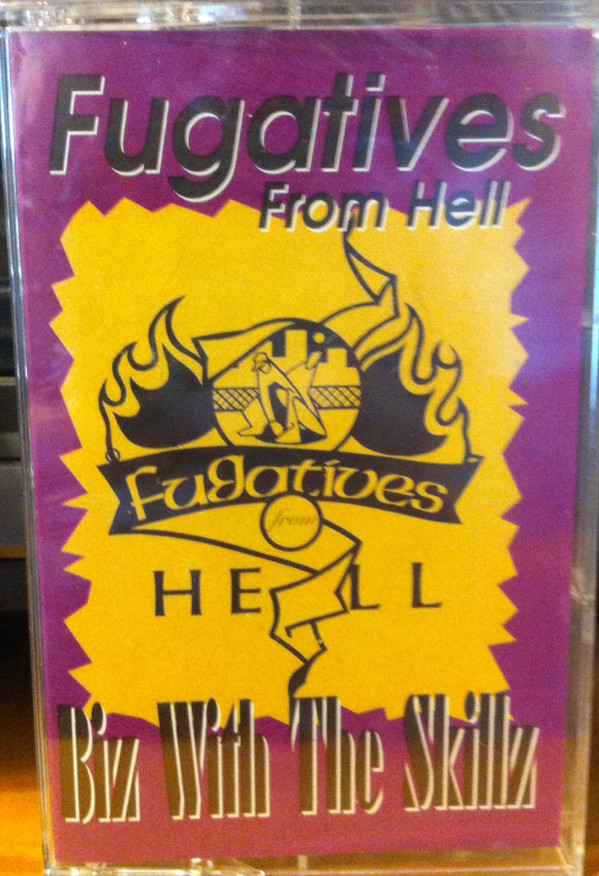 Fugatives
From Hell
Fugatives
from
HELL
Biz With The Skillz